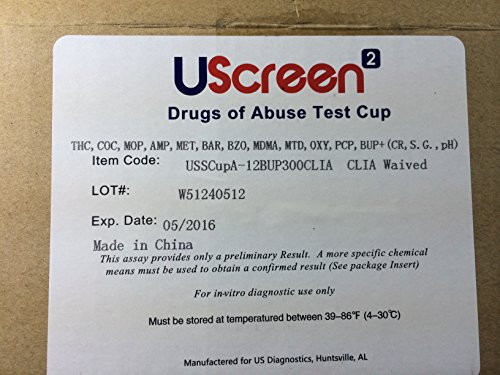 UScreen2
Drugs of Abuse Test Cup
THC, COC, MOP, AMP, MET, BAR, BZO, MDMA, MTD, OXY, PCP, BUP+(CR, S.G.,pH)
Item Code: USSCupA-12BUP300CLIA CLIA Waived
LOT#: W51240512
Exp. Date: 05/2016
Made in China
This assay provides only a preliminary Result. A more specific chemical
means must be used to obtain a confirmed result (See package Insert)
For invitro diagnostic use only
Must be stored at temperatured between 39-86°F (4-30℃)
Manufactered for US Diagnostics, Huntsville, AL